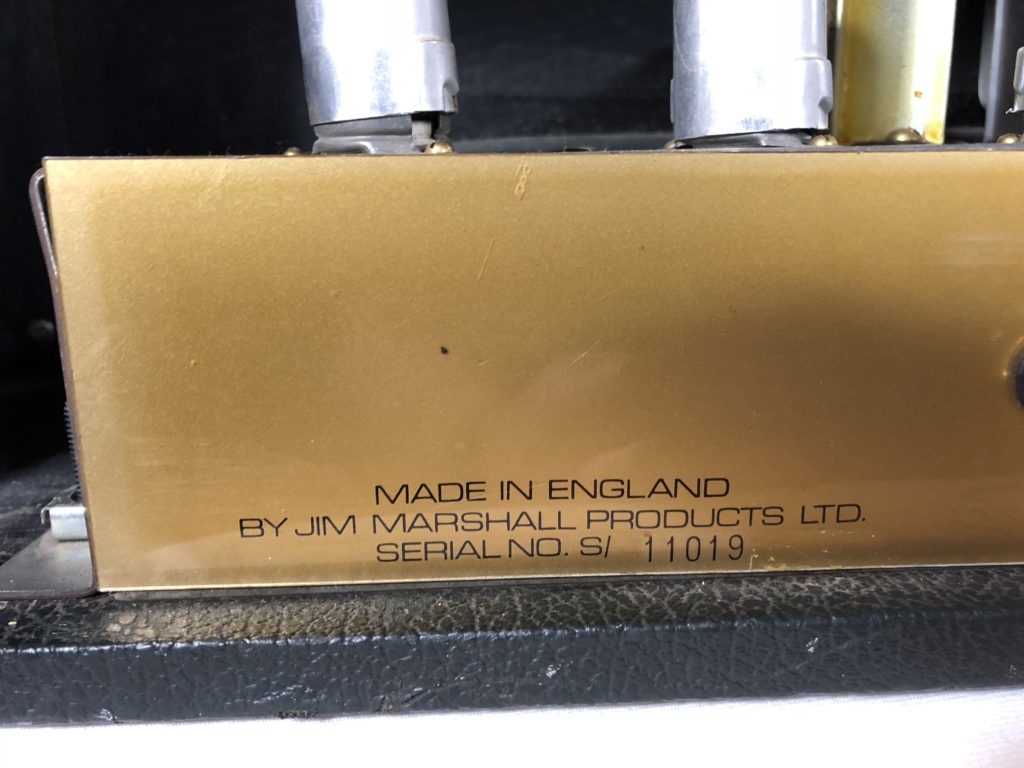 MADE IN ENGLAND
BY JIM MARSHALL PRODUCTS LTD.
SERIAL NO. S/ 11019